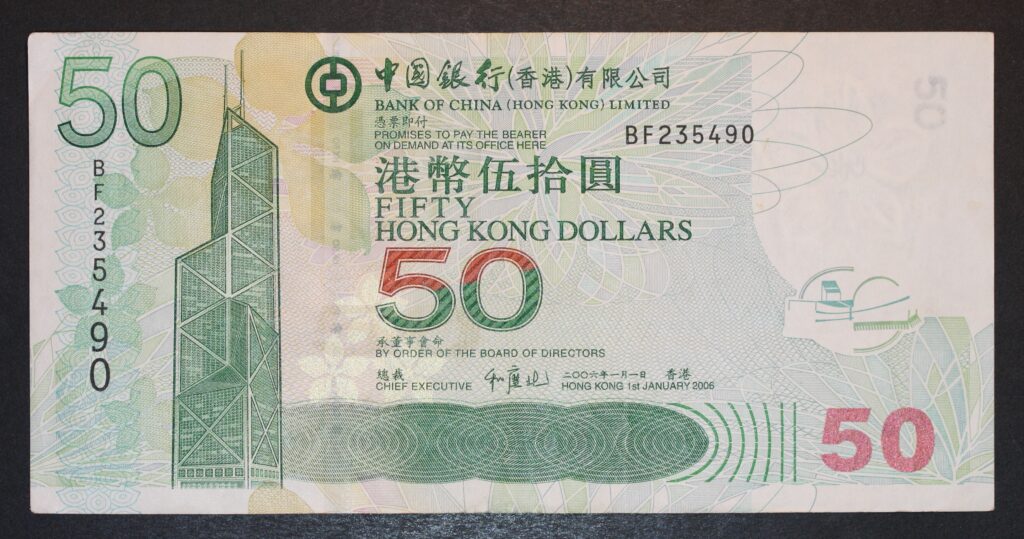 50
中國銀行(香港)有限公司
BANK OF CHINA (HONG KONG) LIMITED
憑票即付
PROMISES TO PAY THE BEARER
ON DEMAND AT ITS OFFICE HERE
BF235490
BF235490
港幣伍拾圓
FIFTY
HONG KONG DOLLARS
50
承董事會命
BY ORDER OF THE BOARD OF DIRECTORS
總裁
CHIEF EXECUTIVE
二〇〇六年一月一日 香港
HONG KONG 1st JANUARY 2006
50
50